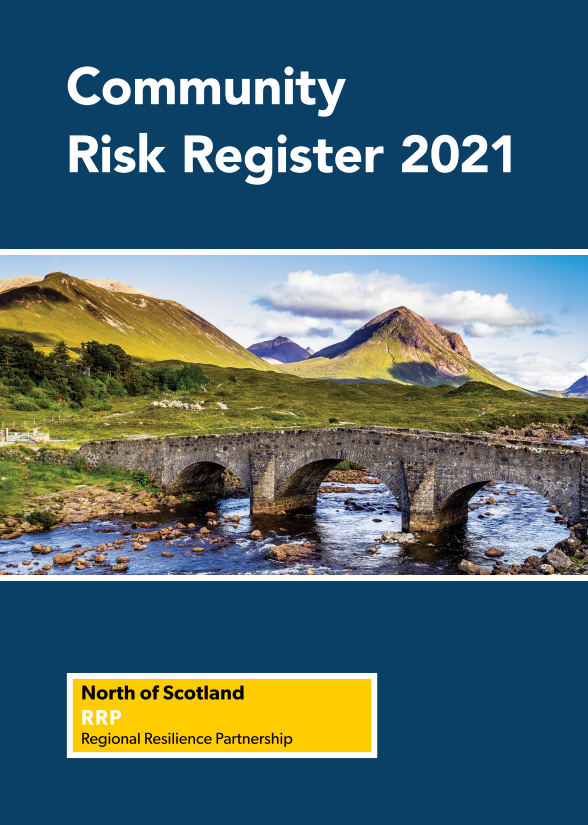 Community
Risk Register 2021
North of Scotland
RRP
Regional Resilience Partnership